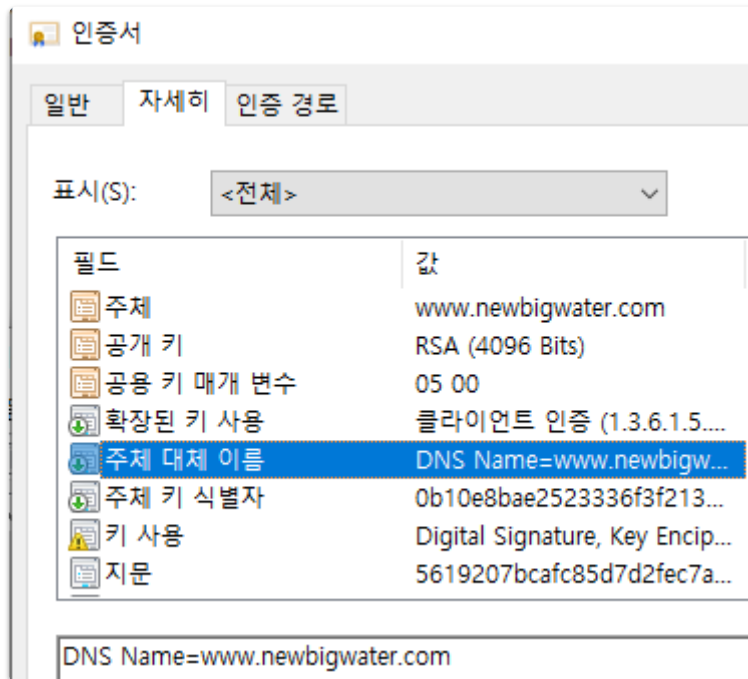 인증서
일반 자세히 인증 경로
표시(S): <전체>
필드 값
주체 www.newbigwater.com
공개 키 RSA (4096 Bits)
공용 키 매개 변수 05 00
확장된 키 사용 클라이언트 인증 (1.3.6.1.5....
주체 대체 이름 DNS Name=www.newbigw...
주체 키 식별자 0b10e8bae2523336f3f213...
키 사용 Digital Signature, Key Encip...
지문 5619207bcafc85d7d2fec7a...
DNS Name=www.newbigwater.com